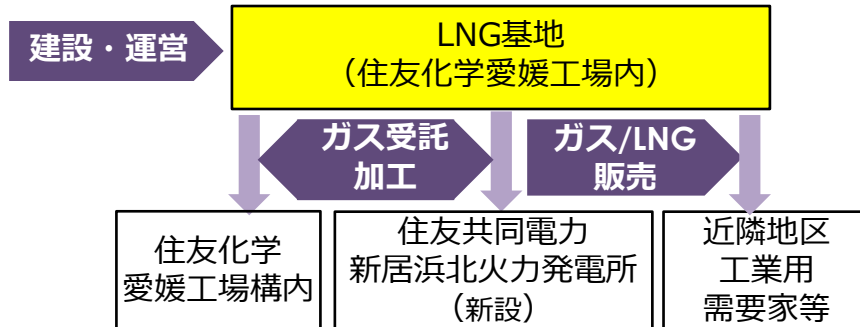 建設・運営
LNG基地
（住友化学愛媛工場内）
ガス受託
加工
ガス/LNG
販売
住友化学
愛媛工場構内
住友共同電力
新居浜北火力発電所
（新設）
近隣地区
工業用
需要家等